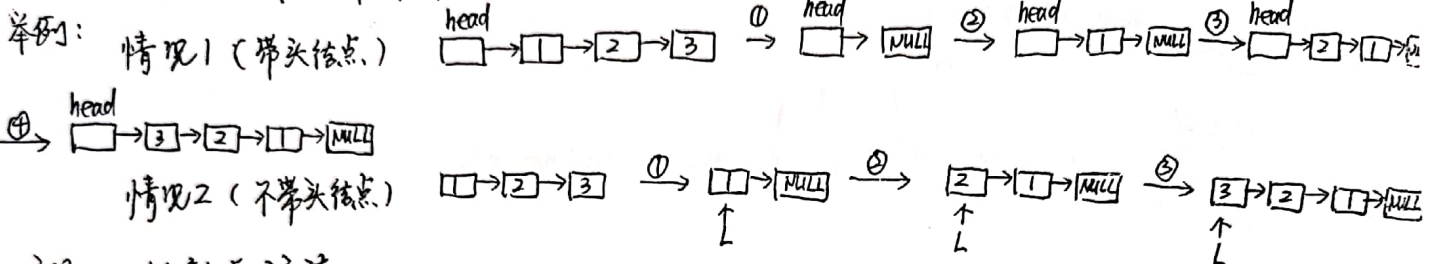 举例:
情况1(带头结点) head → 1 → 2 → 3 ① → head → NULL ② → head → 1 → NULL ③ → head → 2 → 1 →
④ → head → 3 → 2 → 1 → NULL
情况2(不带头结点) 1 → 2 → 3 ① → 1 → NULL ② → 2 → 1 → NULL ③ → 3 → 2 → 1 → NULL
L L L